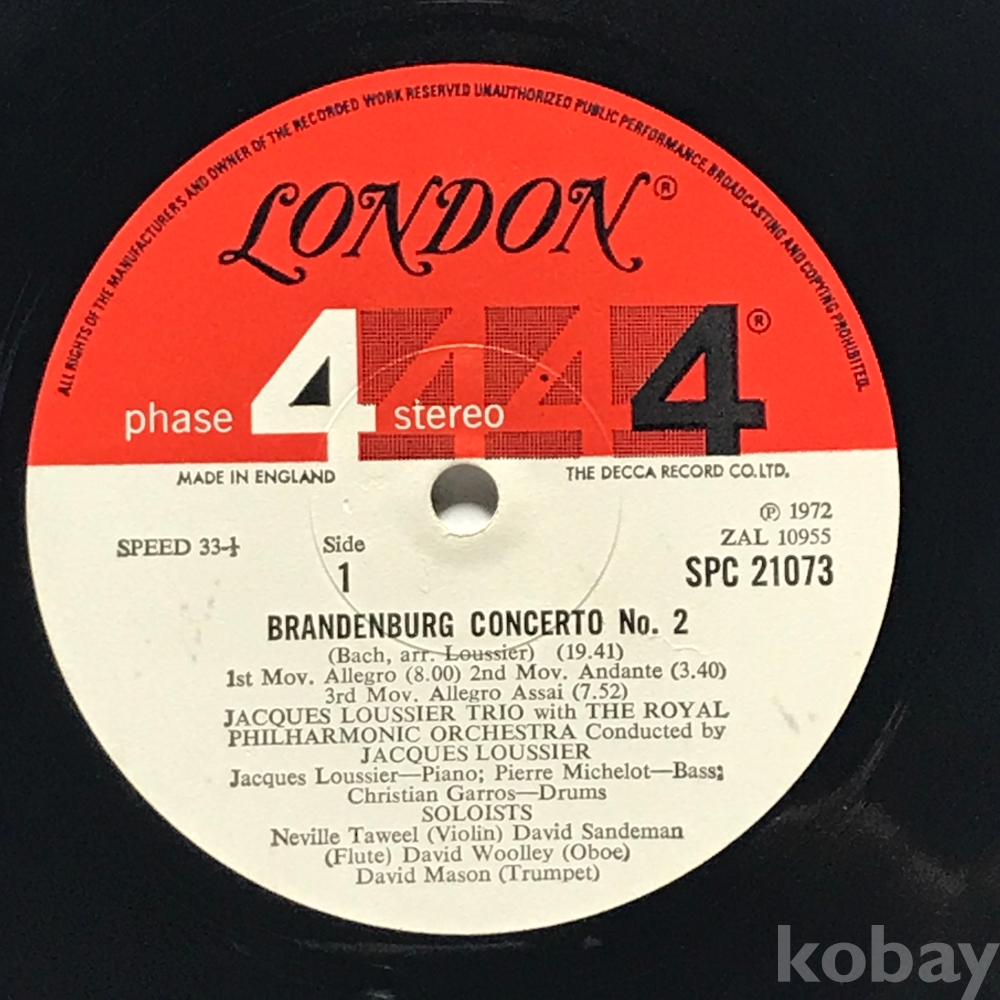 ALL RIGHTS OF THE MANUFACTURERS AND OWNER OF THE RECORDED WORK RESERVED UNAUTHORIZED PUBLIC PERFORMANCE, BROADCASTING AND COPYING PROHIBITED.
LONDON®
phase 4 stereo 444®
MADE IN ENGLAND THE DECCA RECORD CO.LTD.
℗ 1972
SPEED 33⅓ Side ZAL 10955
1 SPC 21073
BRANDENBURG CONCERTO No. 2
(Bach, arr. Loussier) (19.41)
1st Mov. Allegro (8.00) 2nd Mov. Andante (3.40)
3rd Mov. Allegro Assai (7.52)
JACQUES LOUSSIER TRIO with THE ROYAL
PHILHARMONIC ORCHESTRA Conducted by
JACQUES LOUSSIER
Jacques Loussier—Piano; Pierre Michelot—Bass;
Christian Garros—Drums
SOLOISTS
Neville Taweel (Violin) David Sandeman
(Flute) David Woolley (Oboe)
David Mason (Trumpet)
kobay